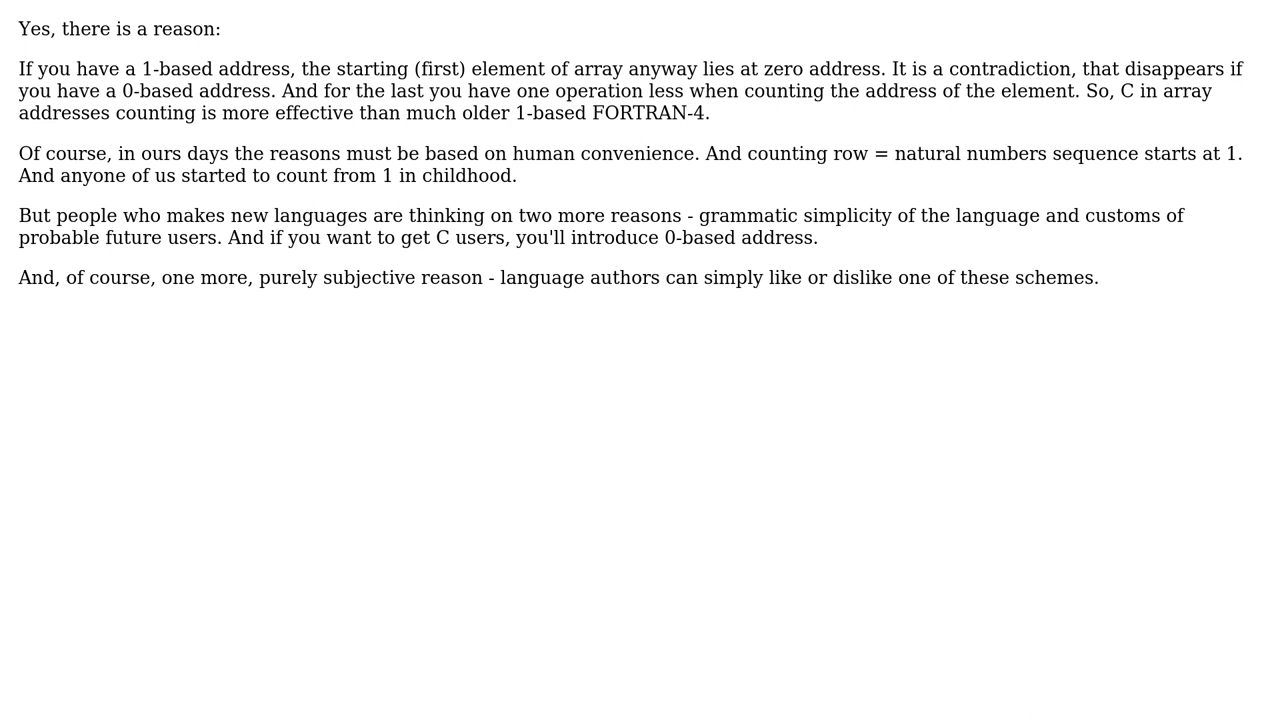 Yes, there is a reason:
If you have a 1-based address, the starting (first) element of array anyway lies at zero address. It is a contradiction, that disappears if
you have a 0-based address. And for the last you have one operation less when counting the address of the element. So, C in array
addresses counting is more effective than much older 1-based FORTRAN-4.
Of course, in ours days the reasons must be based on human convenience. And counting row = natural numbers sequence starts at 1.
And anyone of us started to count from 1 in childhood.
But people who makes new languages are thinking on two more reasons - grammatic simplicity of the language and customs of
probable future users. And if you want to get C users, you'll introduce 0-based address.
And, of course, one more, purely subjective reason - language authors can simply like or dislike one of these schemes.